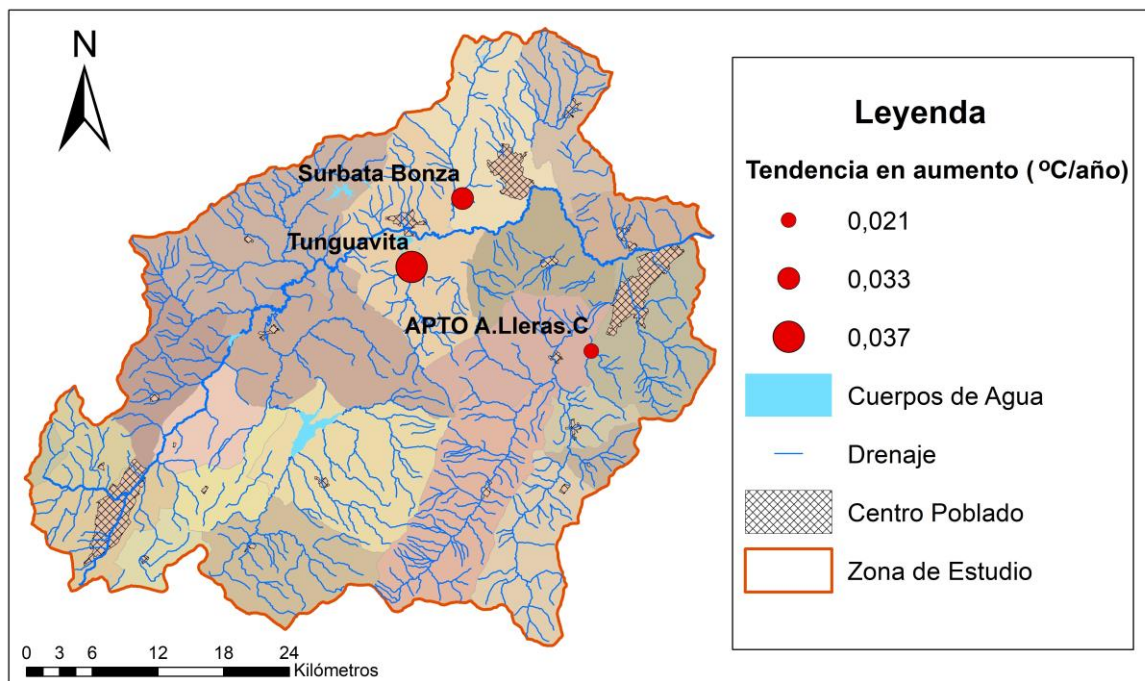 N
Surbata Bonza
Tunguavita
APTO A.Lleras.C
0 3 6 12 18 24
Kilómetros
Leyenda
Tendencia en aumento (ºC/año)
0,021
0,033
0,037
Cuerpos de Agua
Drenaje
Centro Poblado
Zona de Estudio